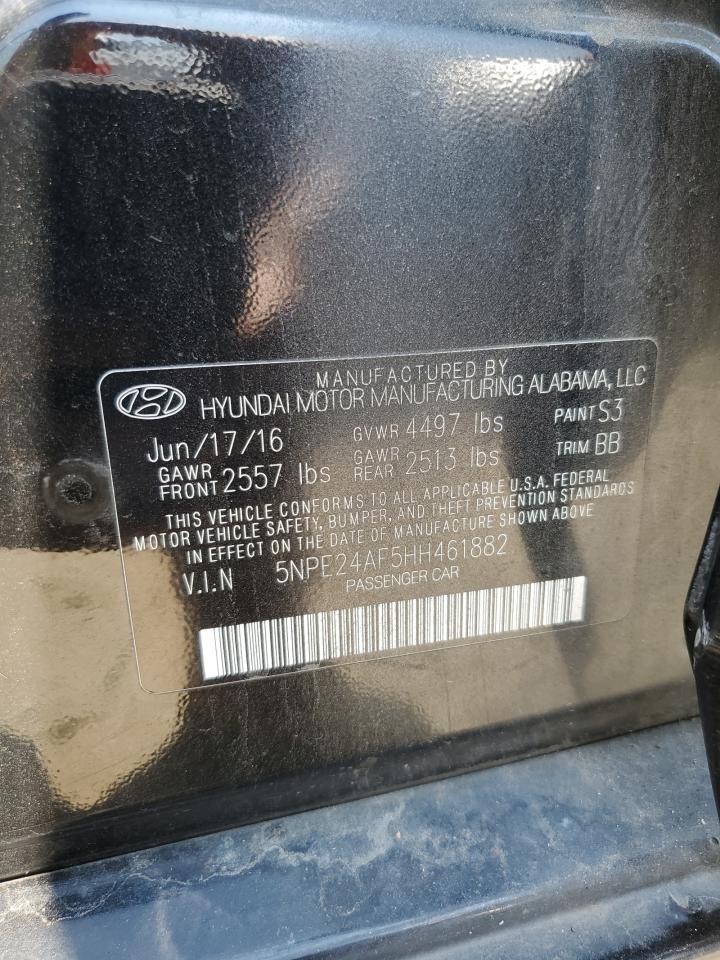 MANUFACTURED BY
HYUNDAI MOTOR MANUFACTURING ALABAMA, LLC
Jun/17/16 GVWR 4497 lbs PAINT S3
GAWR FRONT 2557 lbs GAWR REAR 2513 lbs TRIM BB
THIS VEHICLE CONFORMS TO ALL APPLICABLE U.S.A. FEDERAL
MOTOR VEHICLE SAFETY, BUMPER, AND THEFT PREVENTION STANDARDS
IN EFFECT ON THE DATE OF MANUFACTURE SHOWN ABOVE
V.I.N 5NPE24AF5HH461882
PASSENGER CAR